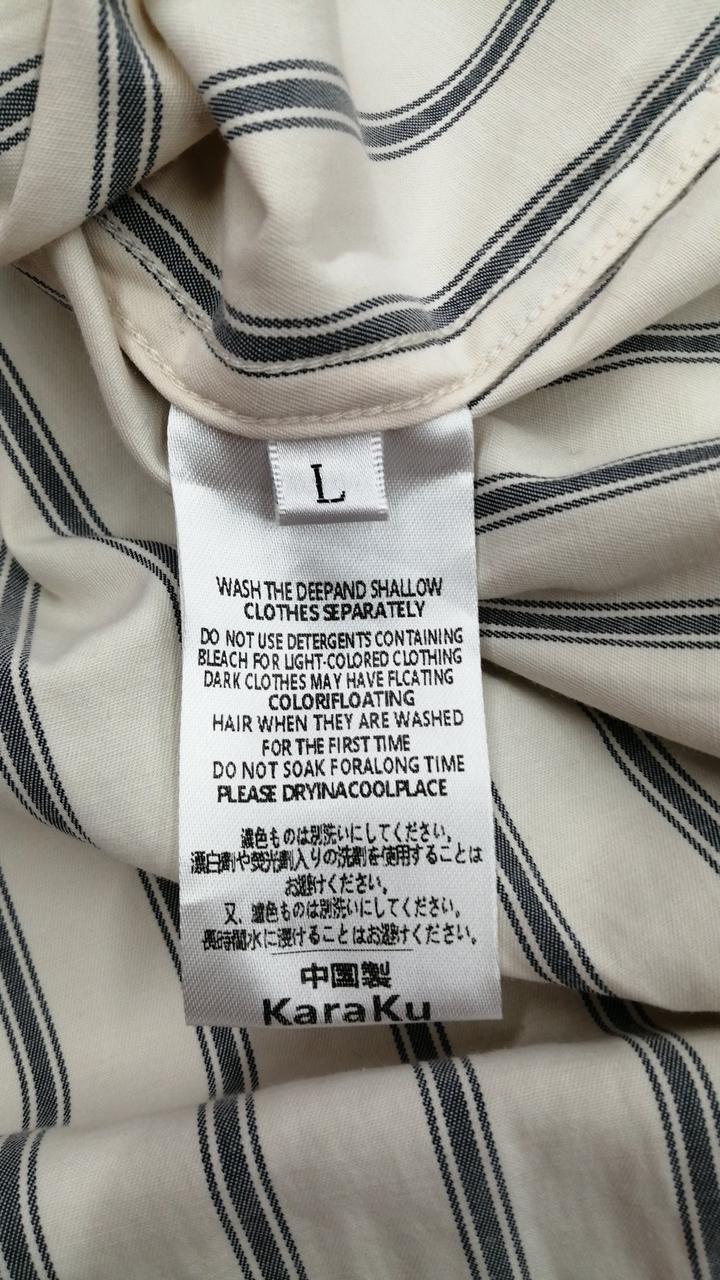 L
WASH THE DEEPAND SHALLOW
CLOTHES SEPARATELY
DO NOT USE DETERGENTS CONTAINING
BLEACH FOR LIGHT-COLORED CLOTHING
DARK CLOTHES MAY HAVE FLCATING
COLORIFLOATING
HAIR WHEN THEY ARE WASHED
FOR THE FIRST TIME
DO NOT SOAK FORALONG TIME
PLEASE DRYINACOOLPLACE
濃色ものは別洗いにしてください。
漂白剤や熒光劃入りの洗剤を使用することは
お避けください。
又、濃色ものは別洗いにしてください。
長時間水に浸けることはお避けください。
中国製
KaraKu